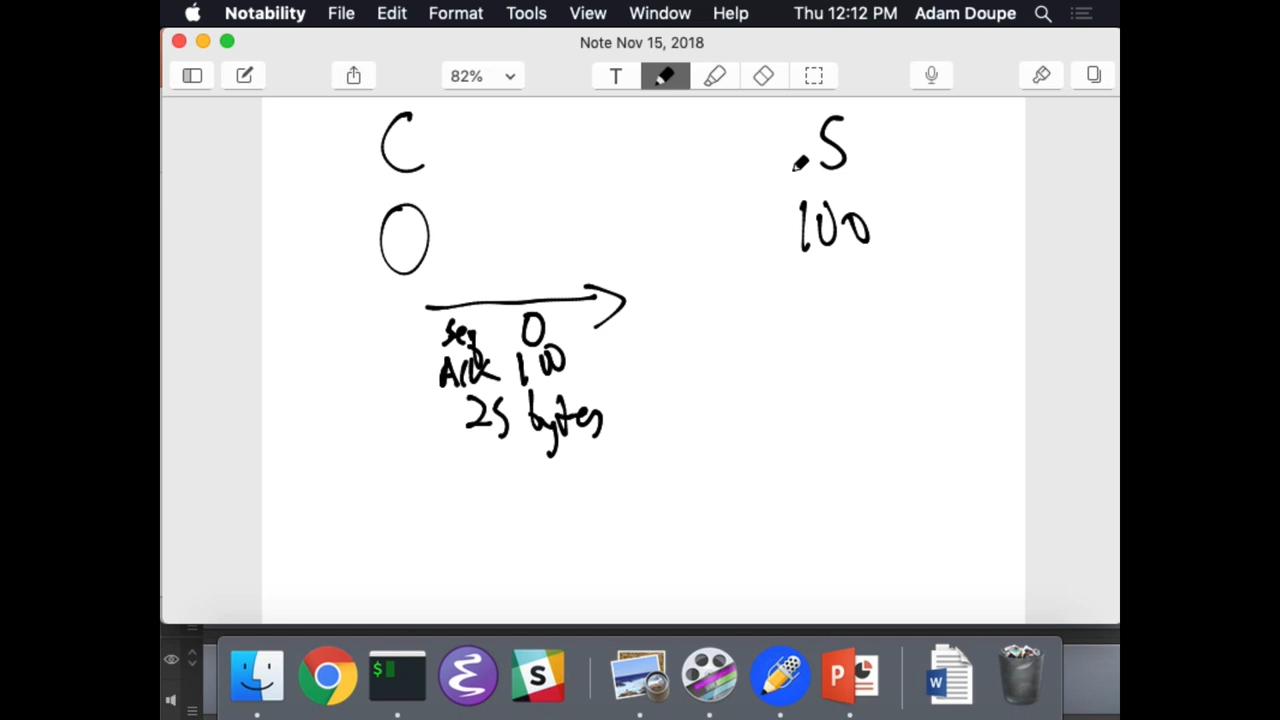 Notability File Edit Format Tools View Window Help Thu 12:12 PM Adam Doupe
Note Nov 15, 2018
82% T
C .S
0 100
seq 0
Ack 100
25 bytes
$ S P W